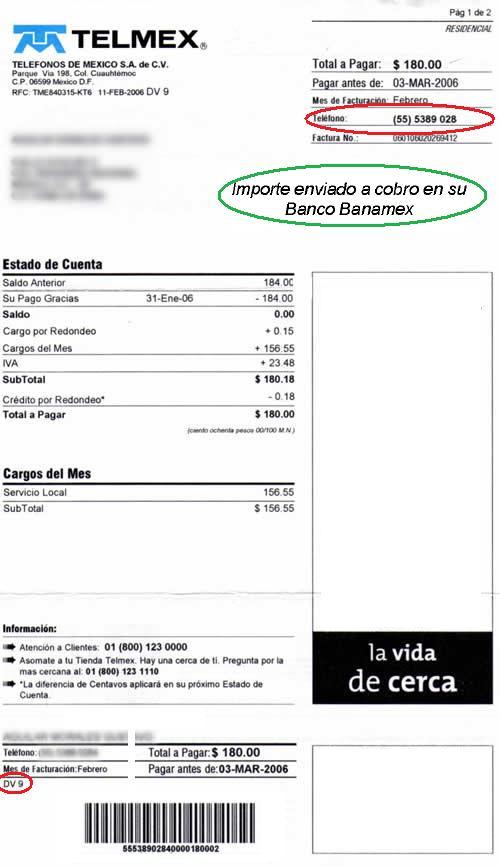 Pág 1 de 2
RESIDENCIAL
TELMEX®
TELEFONOS DE MEXICO S.A. de C.V.
Parque Via 198, Col. Cuauhtémoc
C.P. 06599 México D.F.
RFC: TME840315-KT6 11-FEB-2006 DV 9
Total a Pagar: $ 180.00
Pagar antes de: 03-MAR-2006
Mes de Facturación: Febrero
Teléfono: (55) 5389 028
Factura No.: 060106020269412
Importe enviado a cobro en su
Banco Banamex
Estado de Cuenta
Saldo Anterior 184.00
Su Pago Gracias 31-Ene-06 - 184.00
Saldo 0.00
Cargo por Redondeo + 0.15
Cargos del Mes + 156.55
IVA + 23.48
SubTotal $ 180.18
Crédito por Redondeo* - 0.18
Total a Pagar $ 180.00
(ciento ochenta pesos 00/100 M.N.)
Cargos del Mes
Servicio Local 156.55
SubTotal $ 156.55
Información:
Atención a Clientes: 01 (800) 123 0000
Asomate a tu Tienda Telmex. Hay una cerca de tí. Pregunta por la
mas cercana al: 01 (800) 123 1110
*La diferencia de Centavos aplicará en su próximo Estado de
Cuenta.
la vida
de cerca
Teléfono:
Mes de Facturación:Febrero
DV 9
Total a Pagar: $ 180.00
Pagar antes de:03-MAR-2006
55538902840000180002